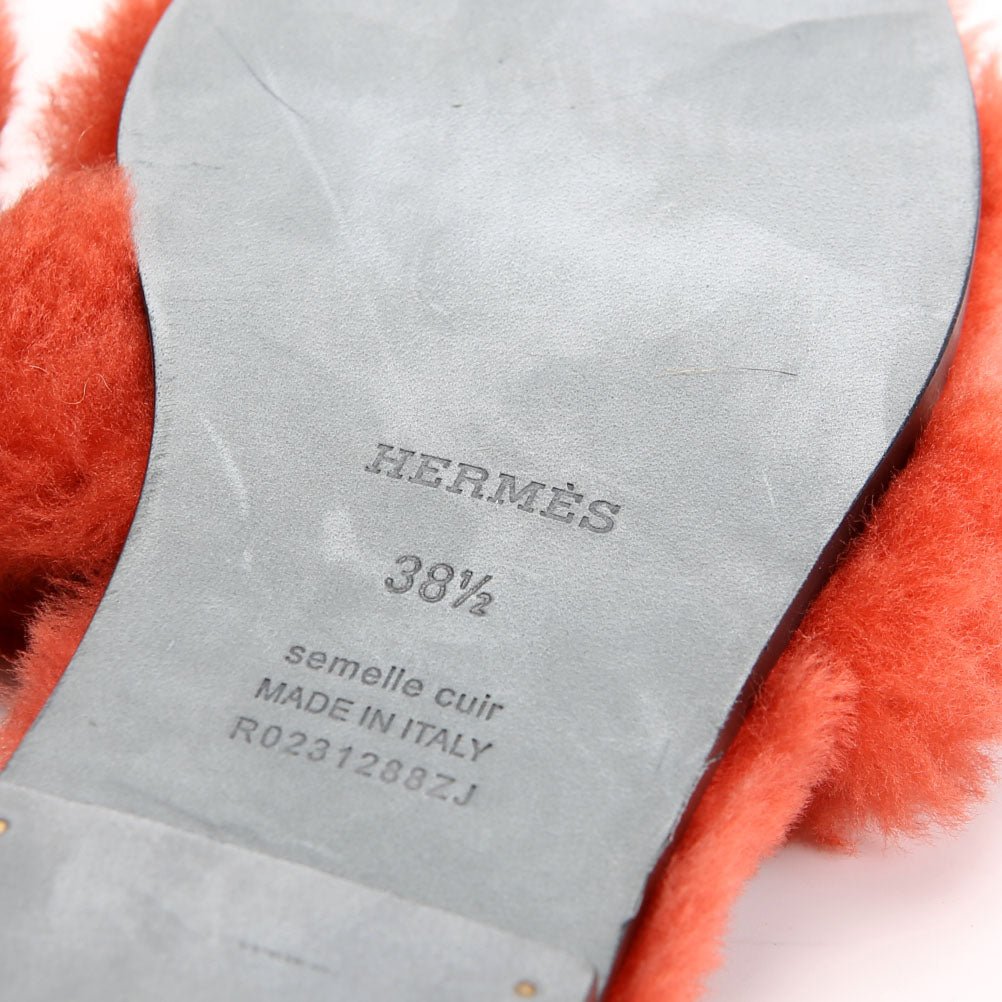 HERMÈS
38½
semelle cuir
MADE IN ITALY
R0231288ZJ